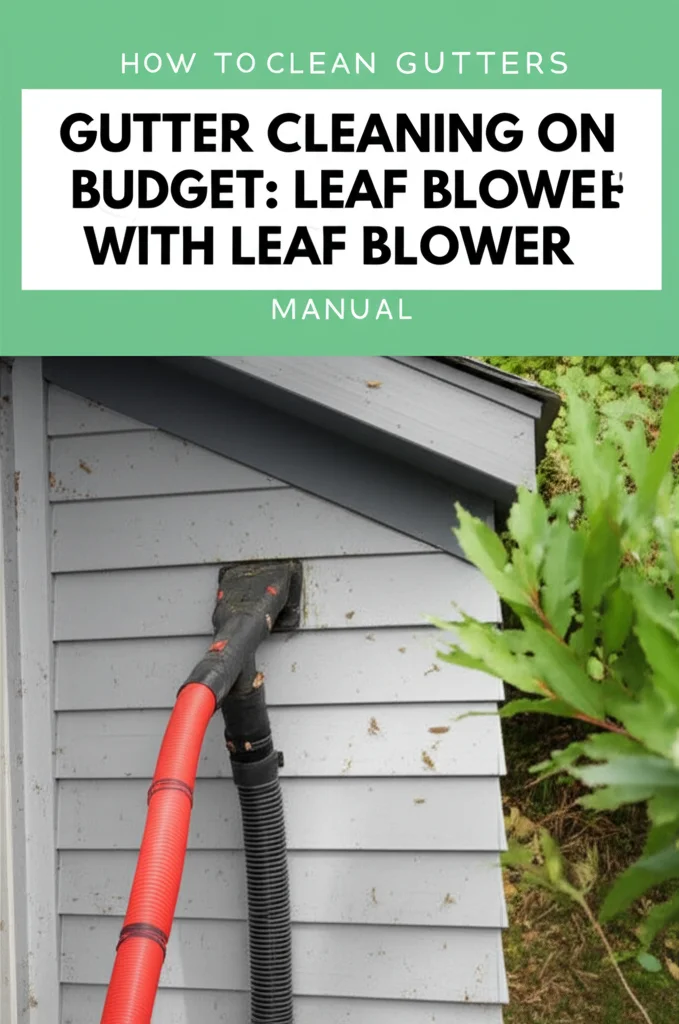 HOW TO CLEAN GUTTERS
GUTTER CLEANING ON
BUDGET: LEAF
WITH LEAF BLOWER
MANUAL